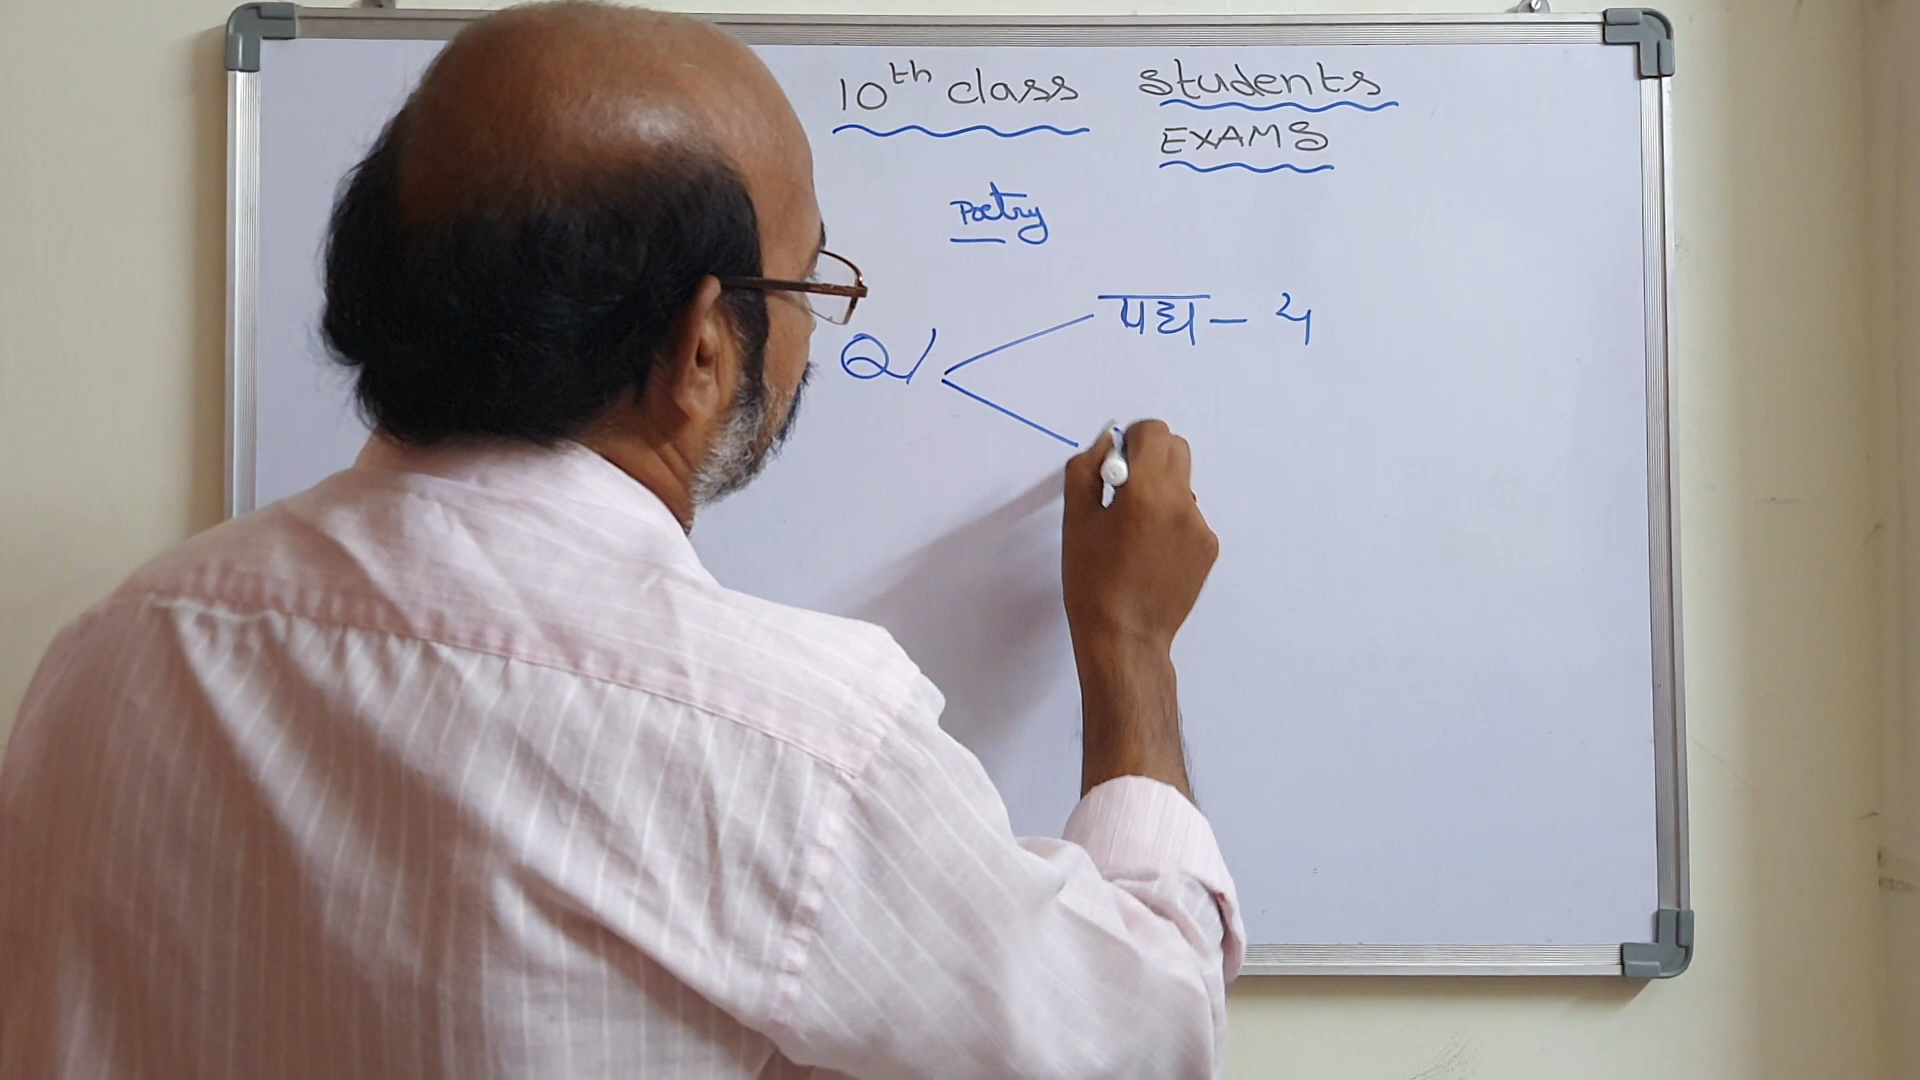 10th class students
EXAMS
Poetry
पद्य - 4